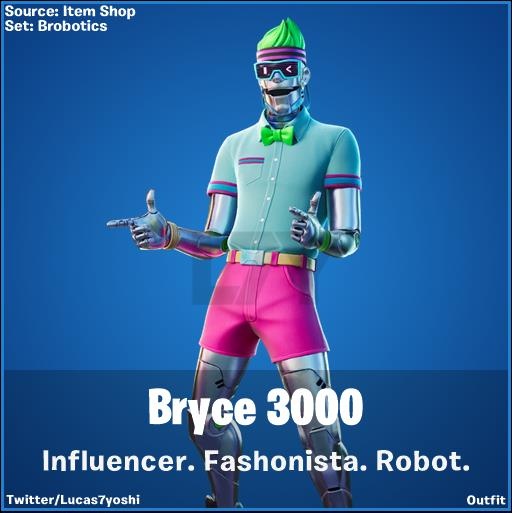 Source: Item Shop
Set: Brobotics
Bryce 3000
Influencer. Fashonista. Robot.
Twitter/Lucas7yoshi
Outfit